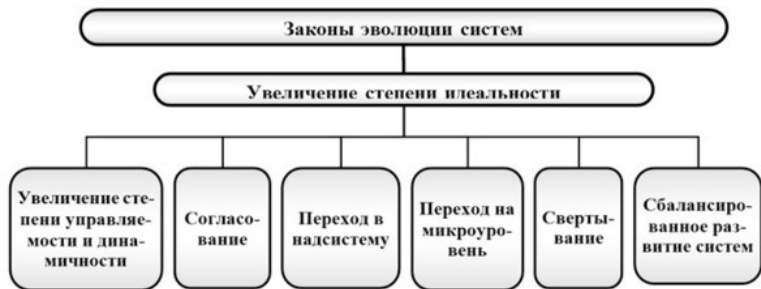 Законы эволюции систем
Увеличение степени идеальности
Увеличение сте-
пени управляе-
мости и дина-
мичности
Согласо-
вание
Переход в
надсистему
Переход на
микроуро-
вень
Сверты-
вание
Сбалансиро-
ванное раз-
витие систем